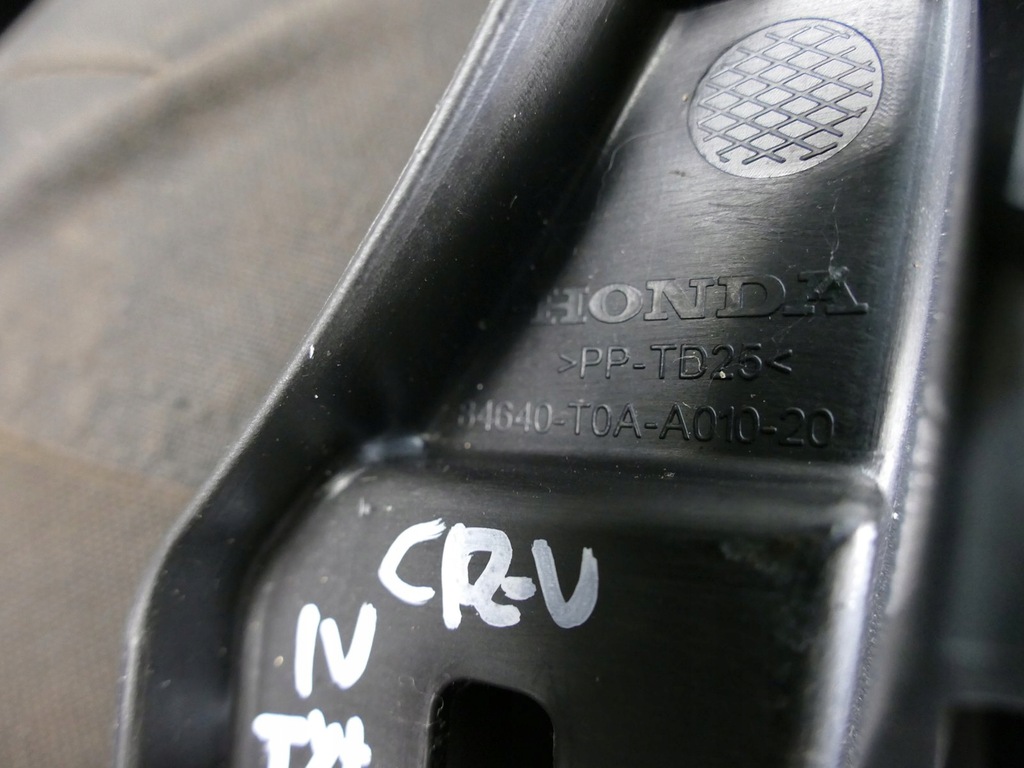 HONDA
>PP-TD25<
84640-T0A-A010-20
CR-V
IV